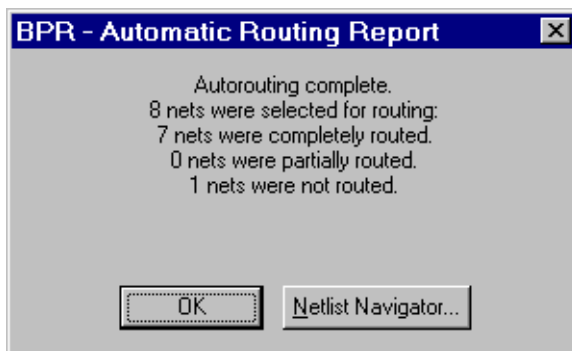 BPR - Automatic Routing Report
Autorouting complete.
8 nets were selected for routing:
7 nets were completely routed.
0 nets were partially routed.
1 nets were not routed.
OK
Netlist Navigator...